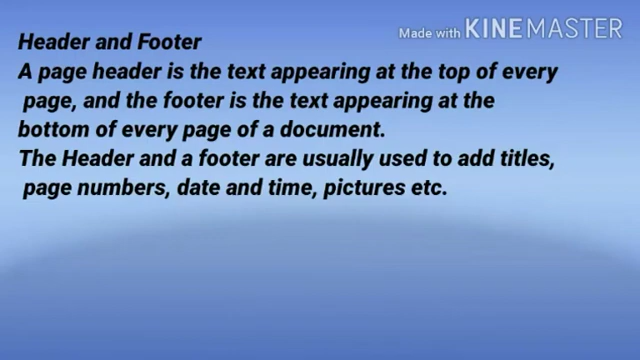 Made with KINEMASTER
Header and Footer
A page header is the text appearing at the top of every
page, and the footer is the text appearing at the
bottom of every page of a document.
The Header and a footer are usually used to add titles,
page numbers, date and time, pictures etc.